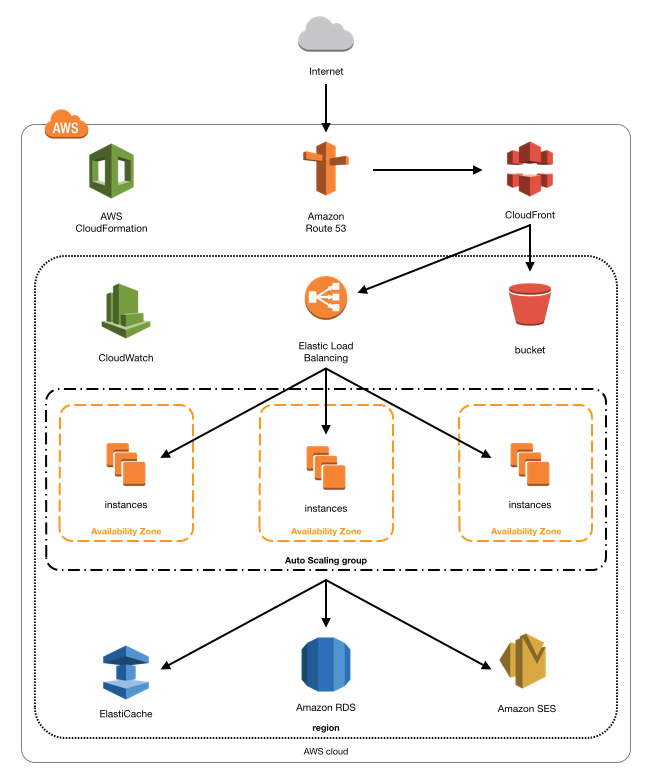 Internet
AWS
AWS
CloudFormation
Amazon
Route 53
CloudFront
CloudWatch
Elastic Load
Balancing
bucket
instances
instances
instances
Availability Zone
Availability Zone
Availability Zone
Auto Scaling group
ElastiCache
Amazon RDS
Amazon SES
region
AWS cloud